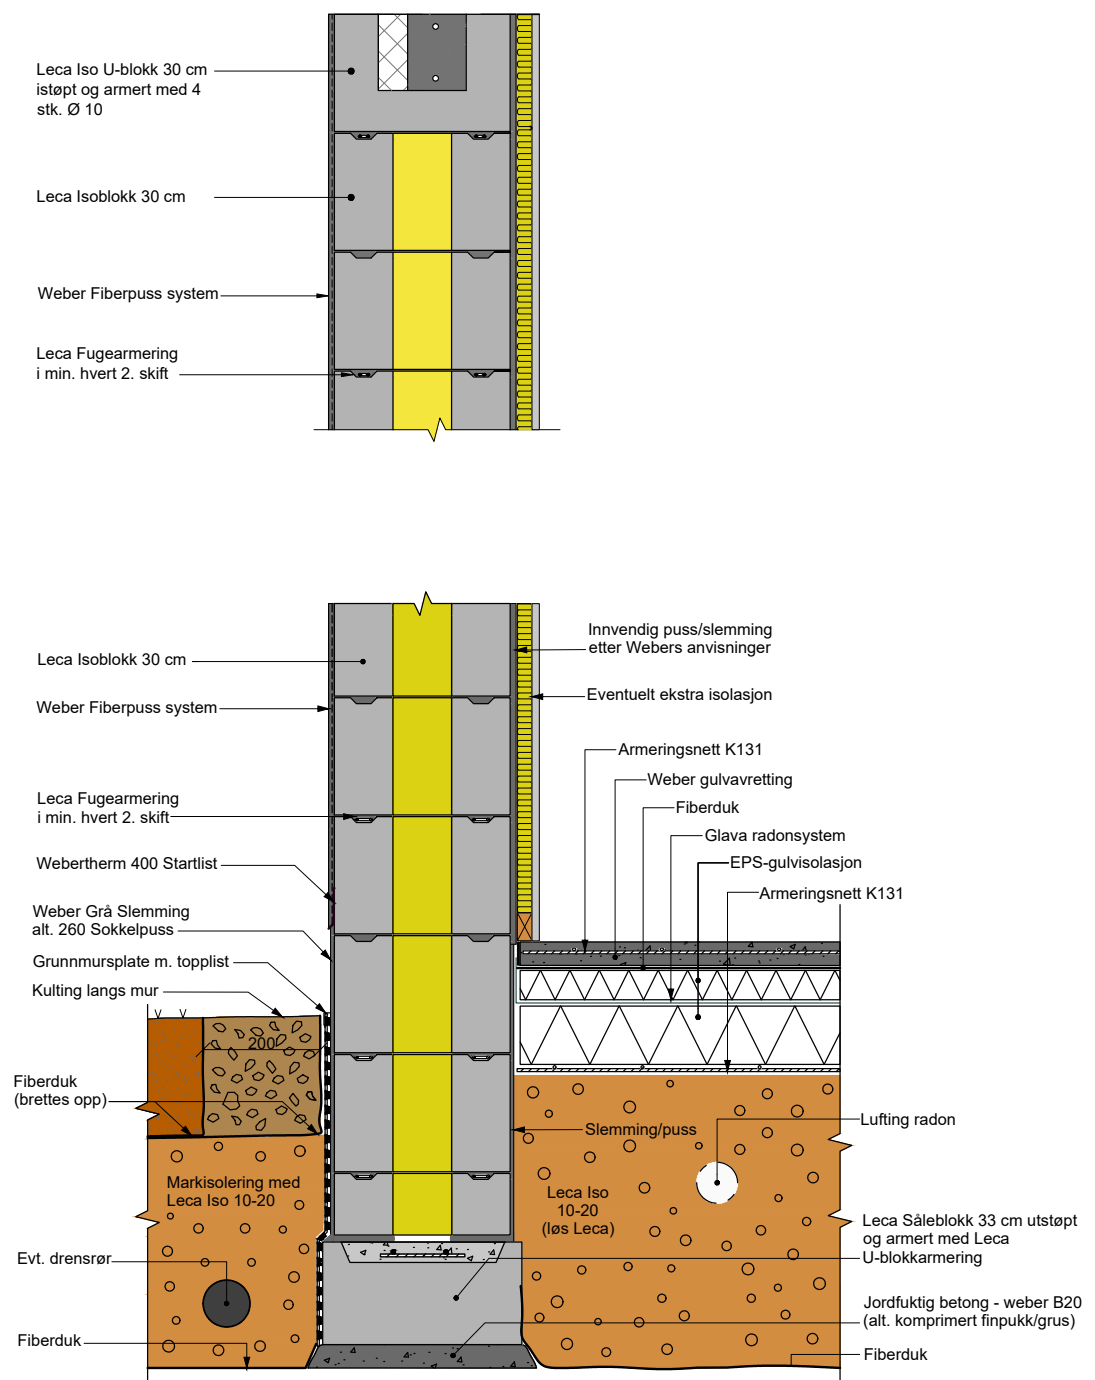 Leca Iso U-blokk 30 cm
istøpt og armert med 4
stk. Ø 10
Leca Isoblokk 30 cm
Weber Fiberpuss system
Leca Fugearmering
i min. hvert 2. skift
Leca Isoblokk 30 cm
Weber Fiberpuss system
Leca Fugearmering
i min. hvert 2. skift
Webertherm 400 Startlist
Weber Grå Slemming
alt. 260 Sokkelpuss
Grunnmursplate m. topplist
Kulting langs mur
200
Fiberduk
(brettes opp)
Markisolering med
Leca Iso 10-20
Evt. drensrør
Fiberduk
Innvendig puss/slemming
etter Webers anvisninger
Eventuelt ekstra isolasjon
Armeringsnett K131
Weber gulvavretting
Fiberduk
Glava radonsystem
EPS-gulvisolasjon
Armeringsnett K131
Slemming/puss
Lufting radon
Leca Iso
10-20
(løs Leca)
Leca Såleblokk 33 cm utstøpt
og armert med Leca
U-blokkarmering
Jordfuktig betong - weber B20
(alt. komprimert finpukk/grus)
Fiberduk